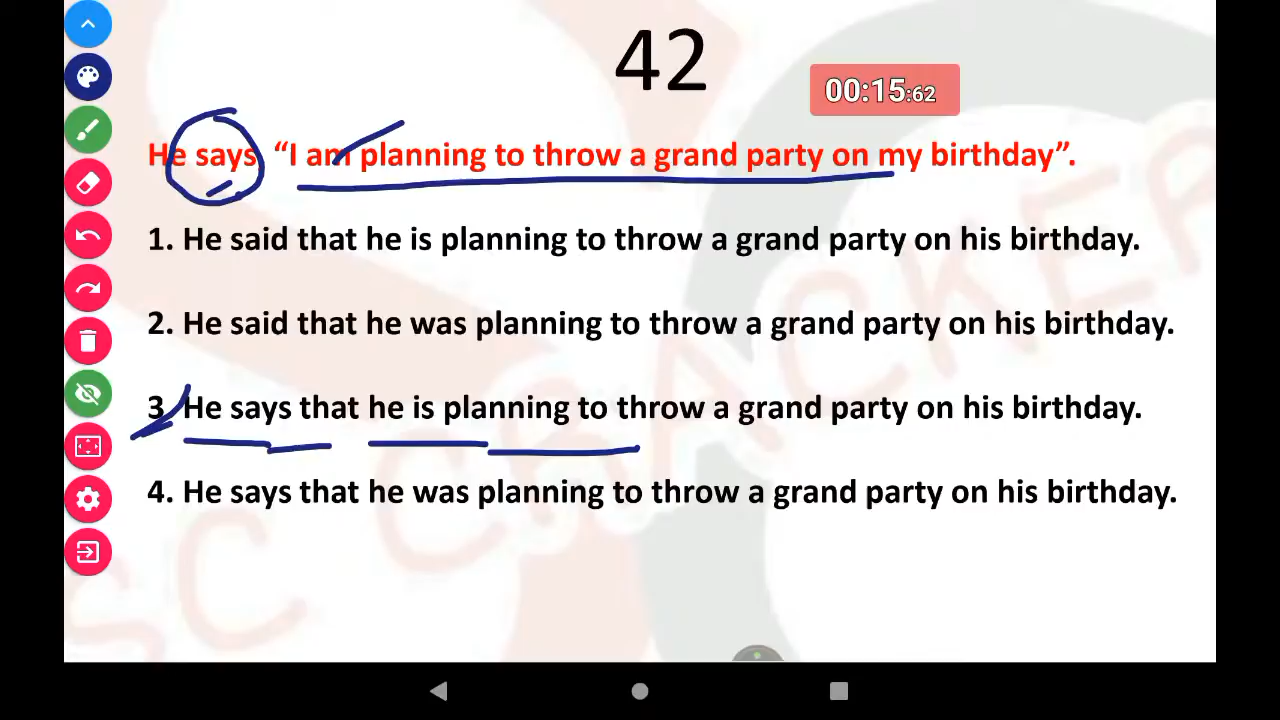 42
00:15:62
He says, “I am planning to throw a grand party on my birthday”.
1. He said that he is planning to throw a grand party on his birthday.
2. He said that he was planning to throw a grand party on his birthday.
3. He says that he is planning to throw a grand party on his birthday.
4. He says that he was planning to throw a grand party on his birthday.
SC CRACKER